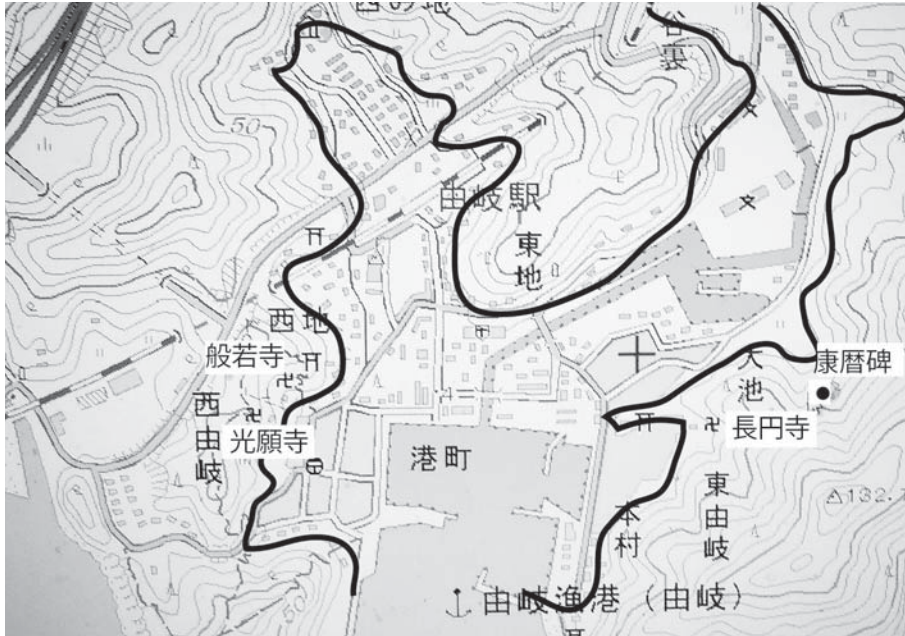 谷裏
50
由岐駅
東地
西地
般若寺
西由岐
光願寺
港町
大池
康暦碑
長円寺
東由岐
本村
132.
50
由岐漁港(由岐)